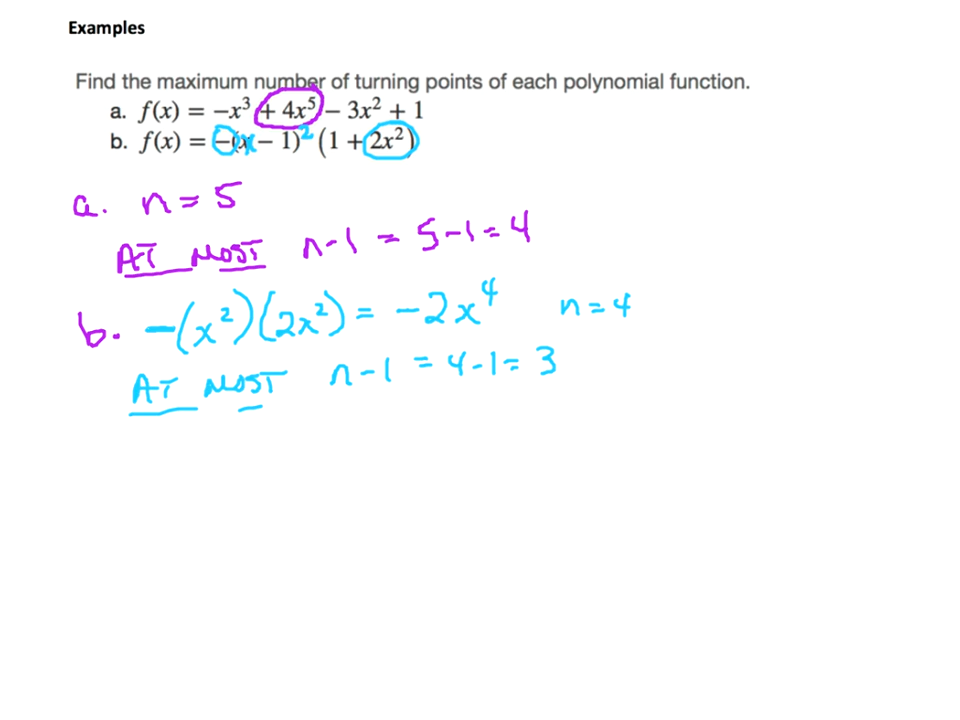 Examples
Find the maximum number of turning points of each polynomial function.
a. f(x) = −x³ + 4x⁵ − 3x² + 1
b. f(x) = −(x − 1)² (1 + 2x²)
a. n = 5
AT MOST n-1 = 5-1 = 4
b. -(x²)(2x²) = -2x⁴ n = 4
AT MOST n-1 = 4-1 = 3